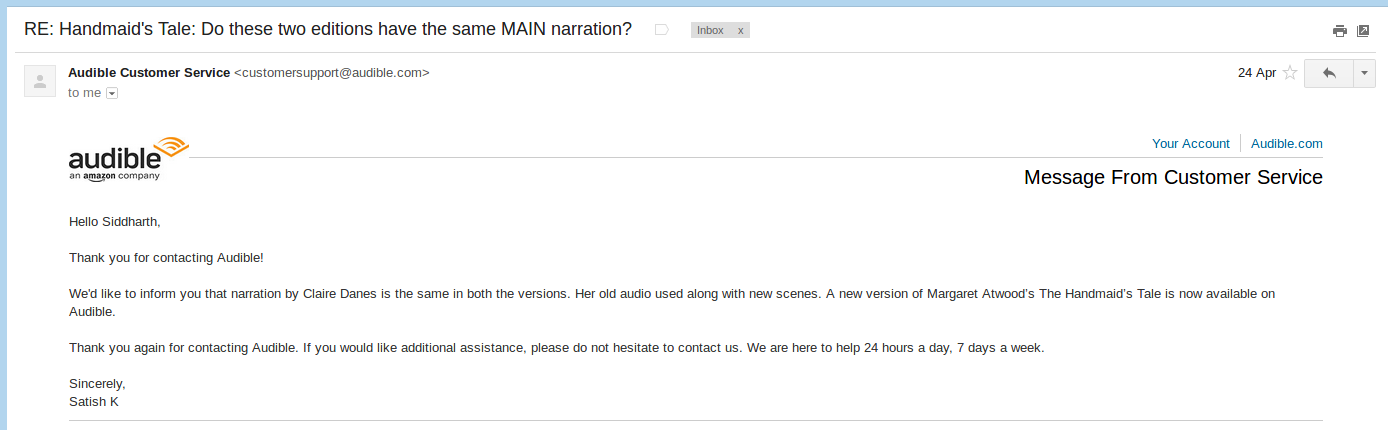 RE: Handmaid's Tale: Do these two editions have the same MAIN narration?
Inbox x
Audible Customer Service <customersupport@audible.com>
24 Apr
to me
audible
an amazon company
Your Account
Audible.com
Message From Customer Service
Hello Siddharth,
Thank you for contacting Audible!
We'd like to inform you that narration by Claire Danes is the same in both the versions. Her old audio used along with new scenes. A new version of Margaret Atwood’s The Handmaid’s Tale is now available on
Audible.
Thank you again for contacting Audible. If you would like additional assistance, please do not hesitate to contact us. We are here to help 24 hours a day, 7 days a week.
Sincerely,
Satish K